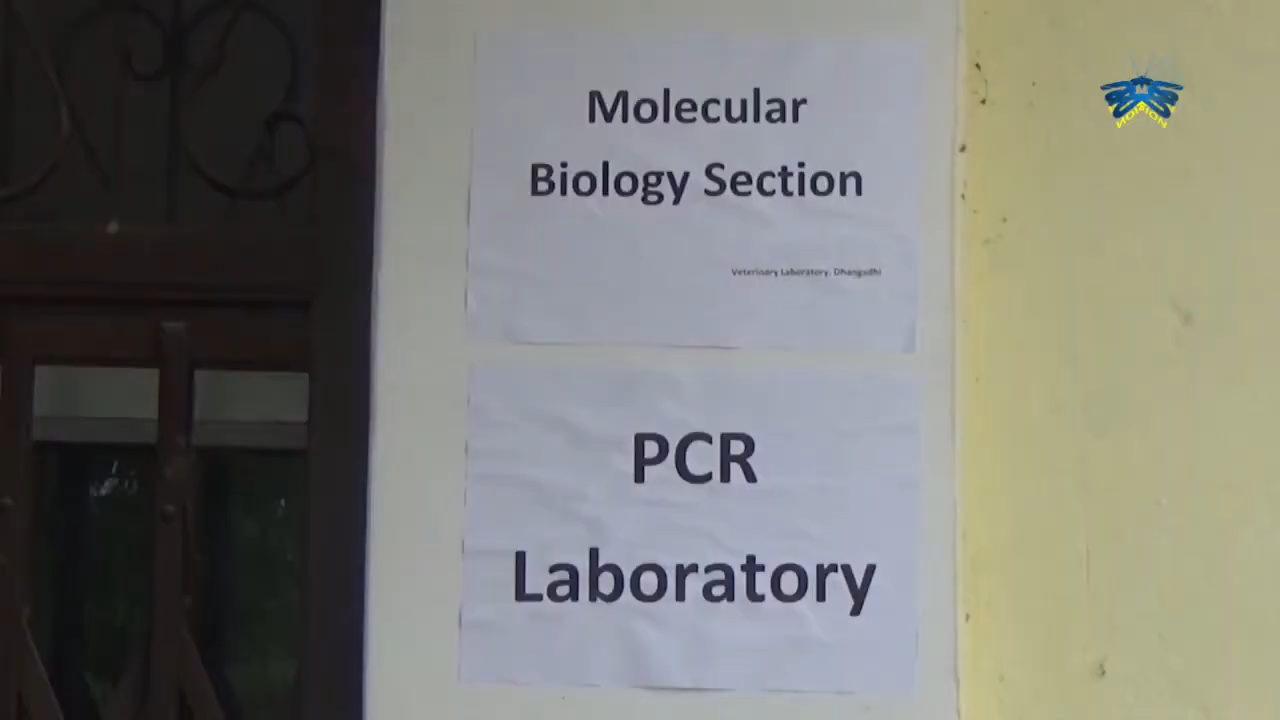 Molecular
Biology Section
Veterinary Laboratory, Dhangadhi
PCR
Laboratory